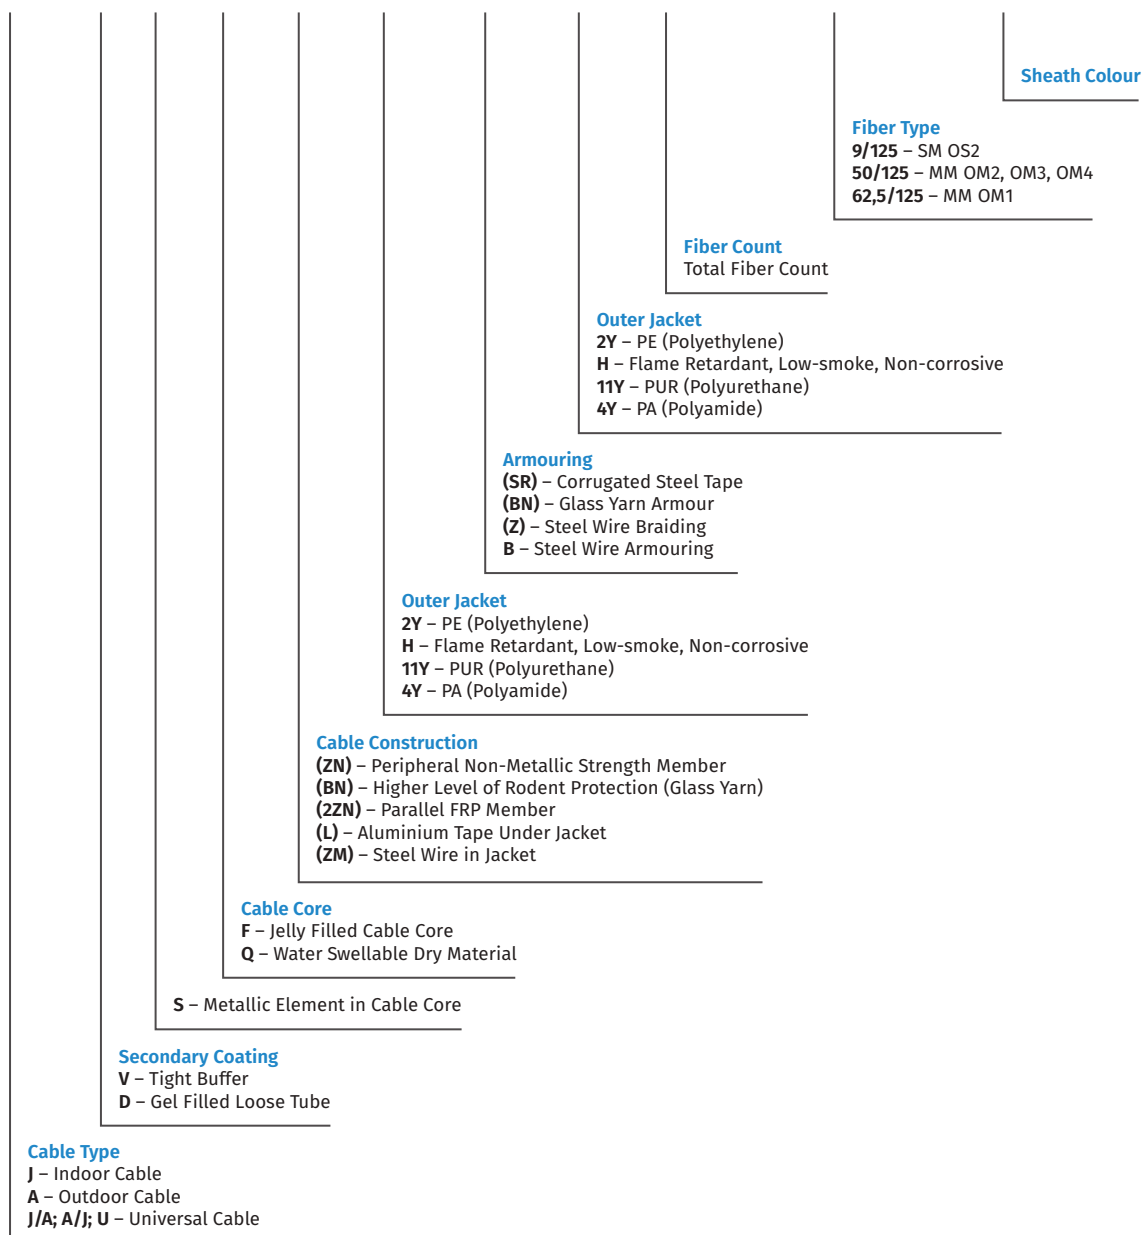 Sheath Colour
Fiber Type
9/125 – SM OS2
50/125 – MM OM2, OM3, OM4
62,5/125 – MM OM1
Fiber Count
Total Fiber Count
Outer Jacket
2Y – PE (Polyethylene)
H – Flame Retardant, Low-smoke, Non-corrosive
11Y – PUR (Polyurethane)
4Y – PA (Polyamide)
Armouring
(SR) – Corrugated Steel Tape
(BN) – Glass Yarn Armour
(Z) – Steel Wire Braiding
B – Steel Wire Armouring
Outer Jacket
2Y – PE (Polyethylene)
H – Flame Retardant, Low-smoke, Non-corrosive
11Y – PUR (Polyurethane)
4Y – PA (Polyamide)
Cable Construction
(ZN) – Peripheral Non-Metallic Strength Member
(BN) – Higher Level of Rodent Protection (Glass Yarn)
(2ZN) – Parallel FRP Member
(L) – Aluminium Tape Under Jacket
(ZM) – Steel Wire in Jacket
Cable Core
F – Jelly Filled Cable Core
Q – Water Swellable Dry Material
S – Metallic Element in Cable Core
Secondary Coating
V – Tight Buffer
D – Gel Filled Loose Tube
Cable Type
J – Indoor Cable
A – Outdoor Cable
J/A; A/J; U – Universal Cable